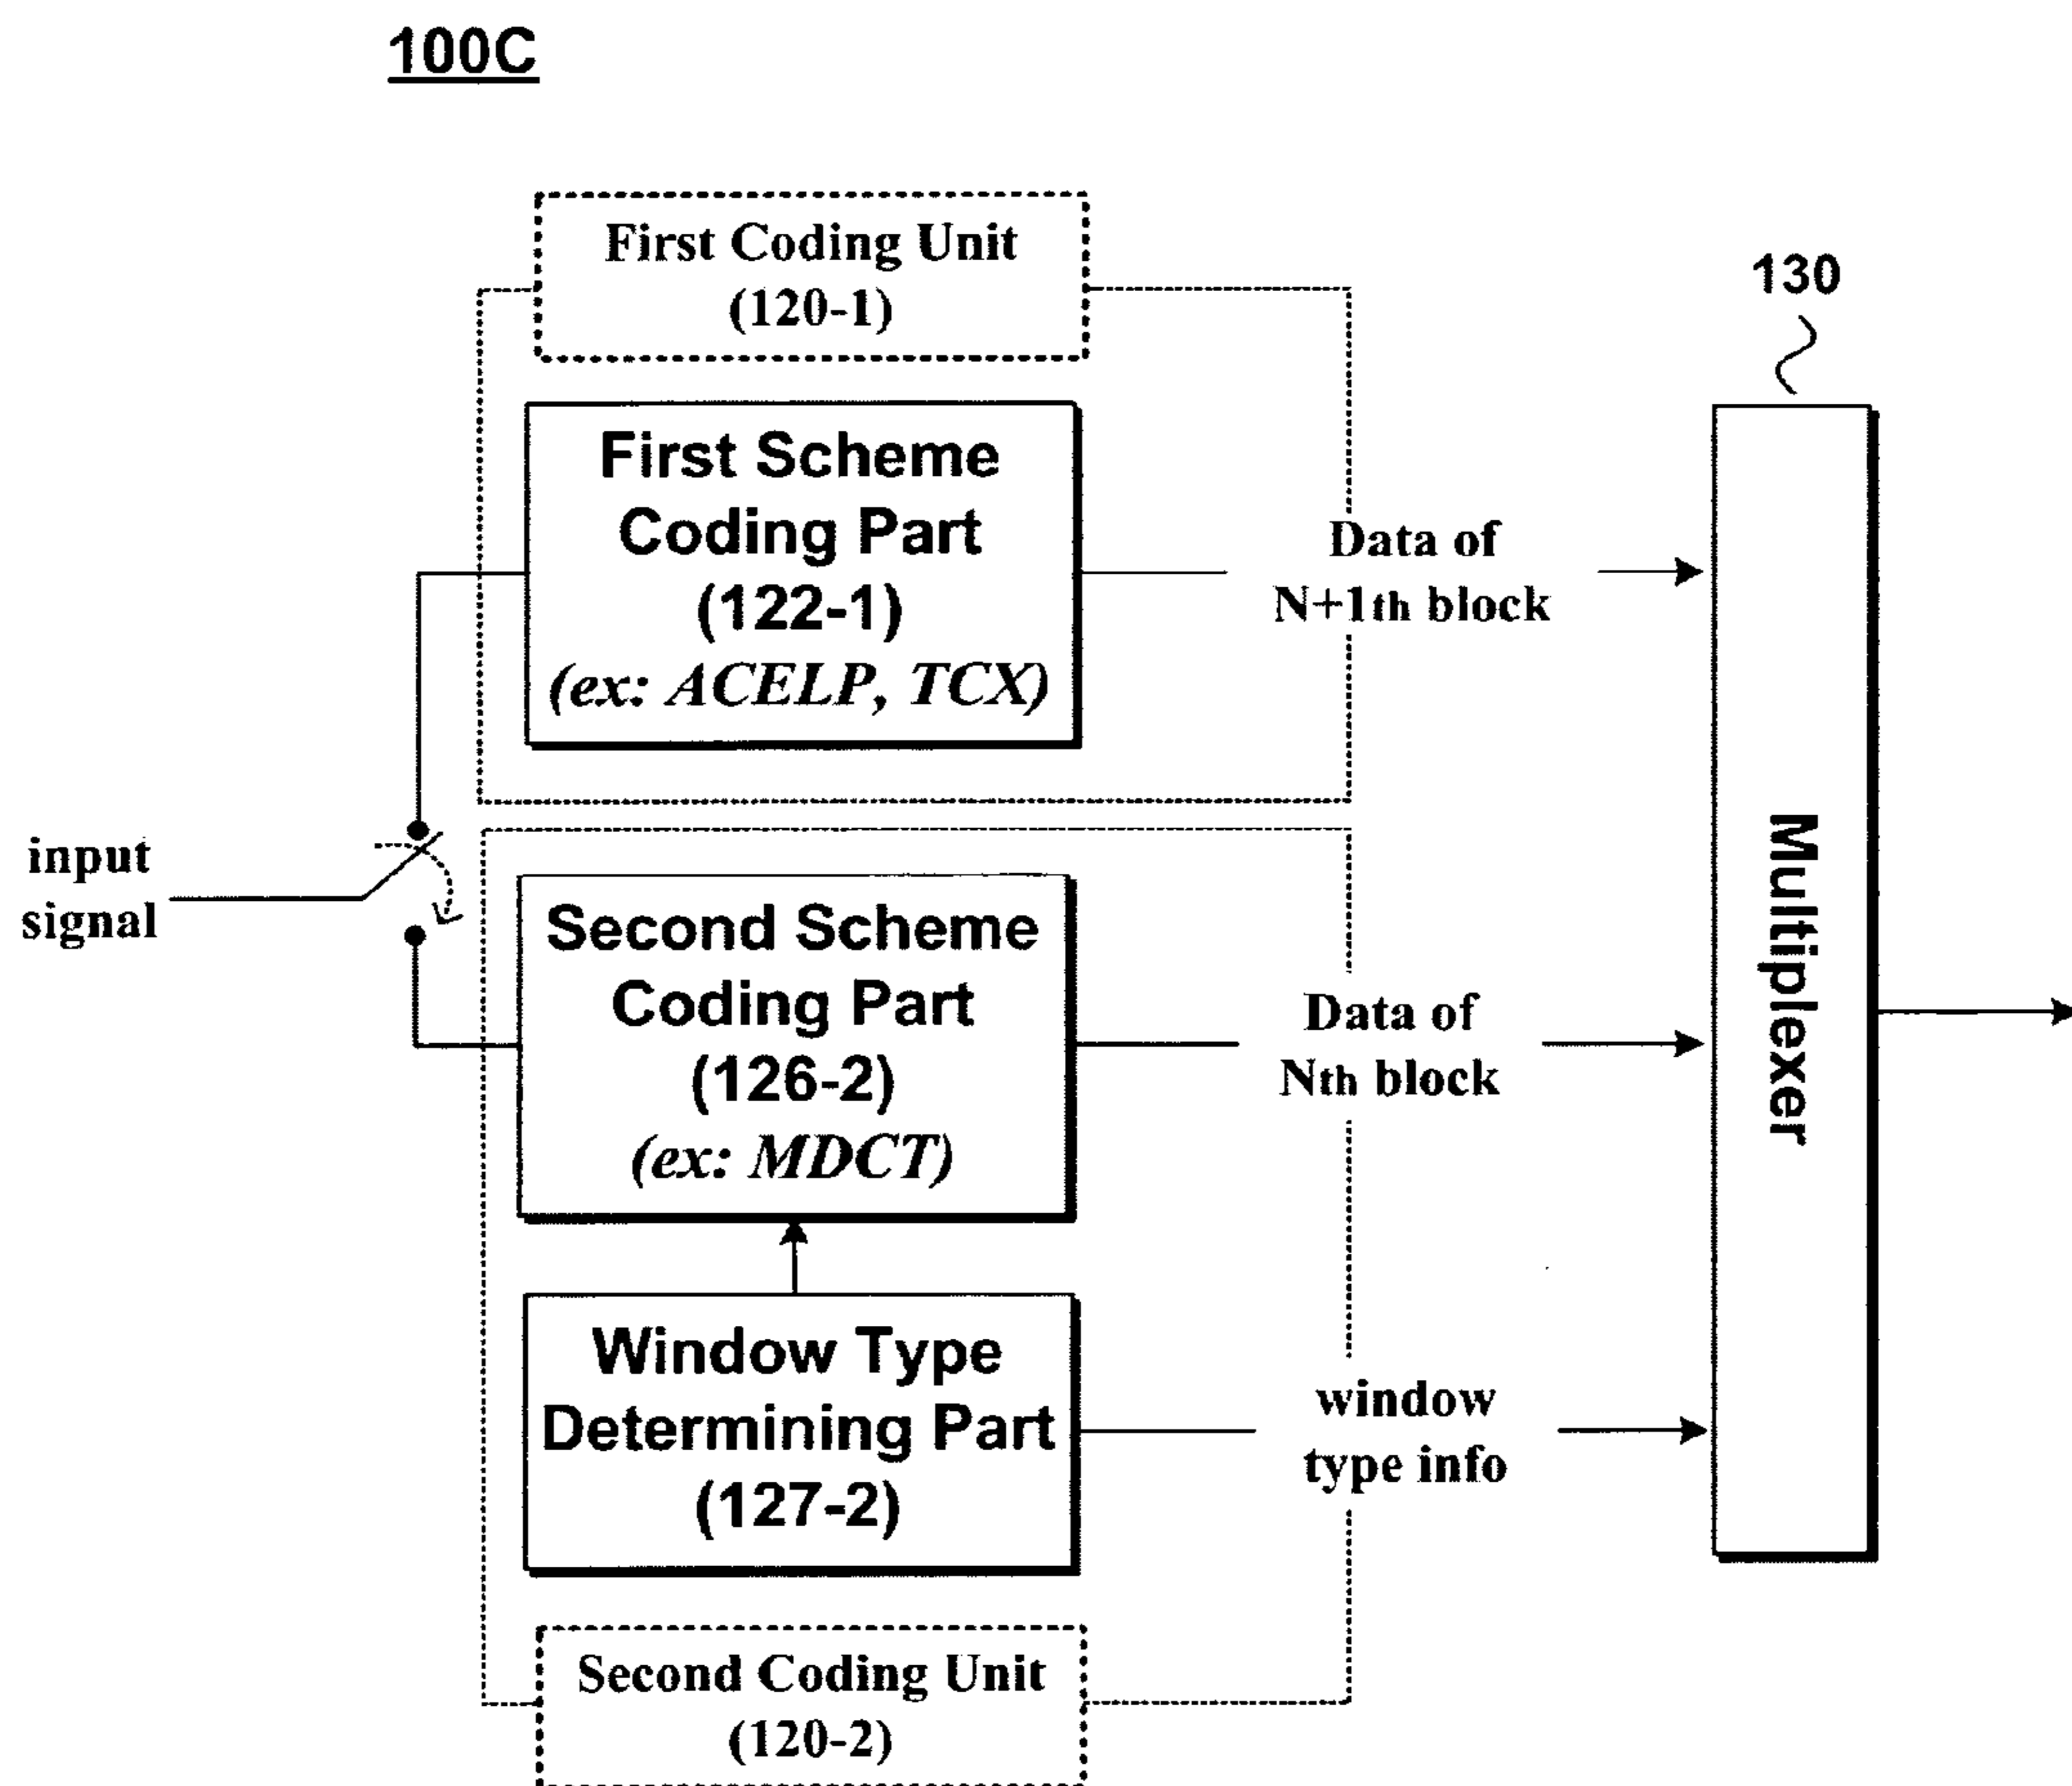 100C
First Coding Unit
(120-1)
130
First Scheme
Coding Part
(122-1)
(ex: ACELP, TCX)
Data of
N+1th block
input
signal
Second Scheme
Coding Part
(126-2)
(ex: MDCT)
Data of
Nth block
Multiplexer
Window Type
Determining Part
(127-2)
window
type info
Second Coding Unit
(120-2)